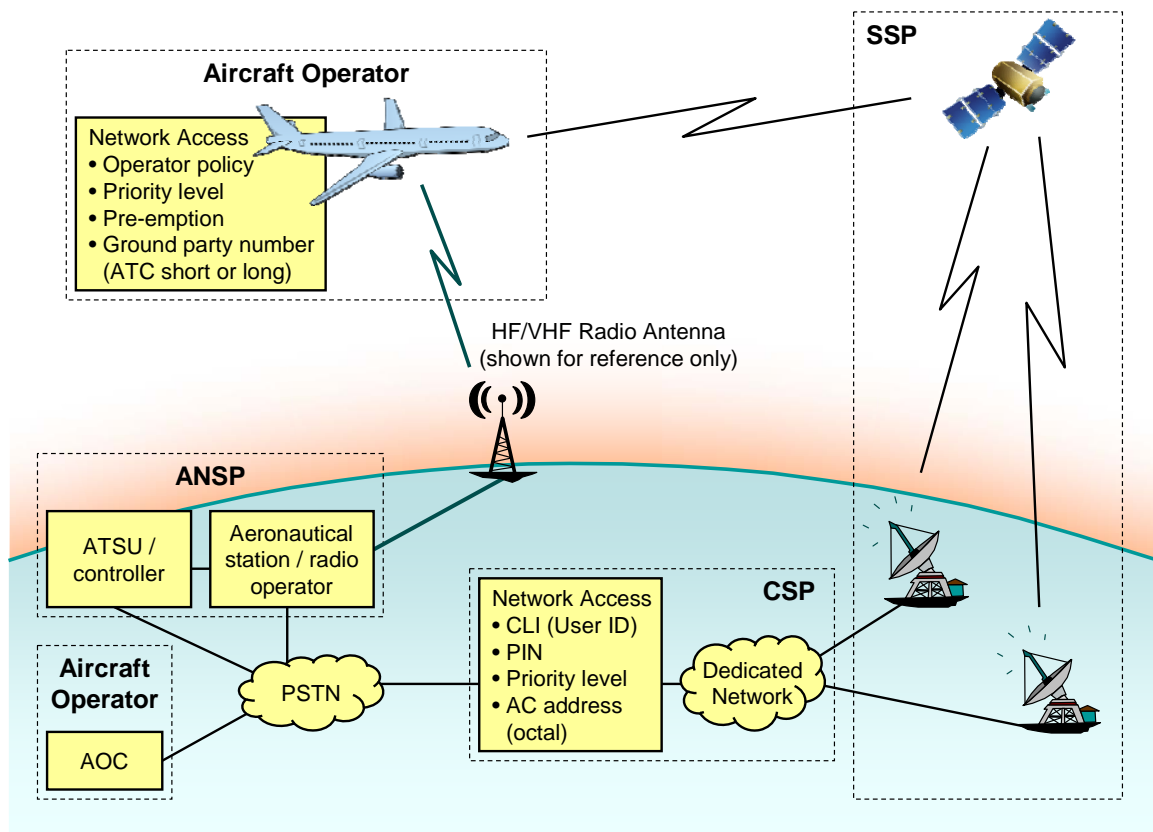 SSP
Aircraft Operator
Network Access
• Operator policy
• Priority level
• Pre-emption
• Ground party number
(ATC short or long)
HF/VHF Radio Antenna
(shown for reference only)
ANSP
ATSU /
controller
Aeronautical
station / radio
operator
CSP
Network Access
• CLI (User ID)
• PIN
• Priority level
• AC address
(octal)
Dedicated
Network
Aircraft
Operator
PSTN
AOC